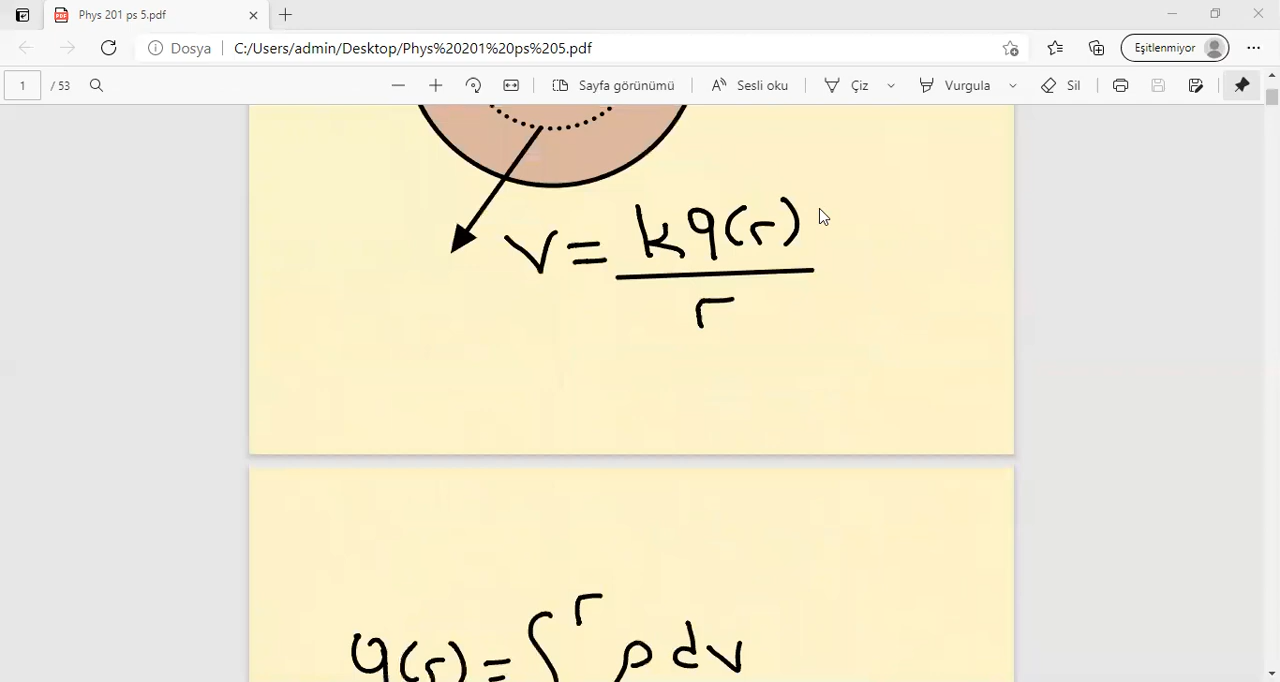 Phys 201 ps 5.pdf
Dosya C:/Users/admin/Desktop/Phys%20201%20ps%205.pdf Eşitlenmiyor
1 / 53 Sayfa görünümü Sesli oku Çiz Vurgula Sil
V = kq(r)
r
q(r) = ∫ r ρ dv